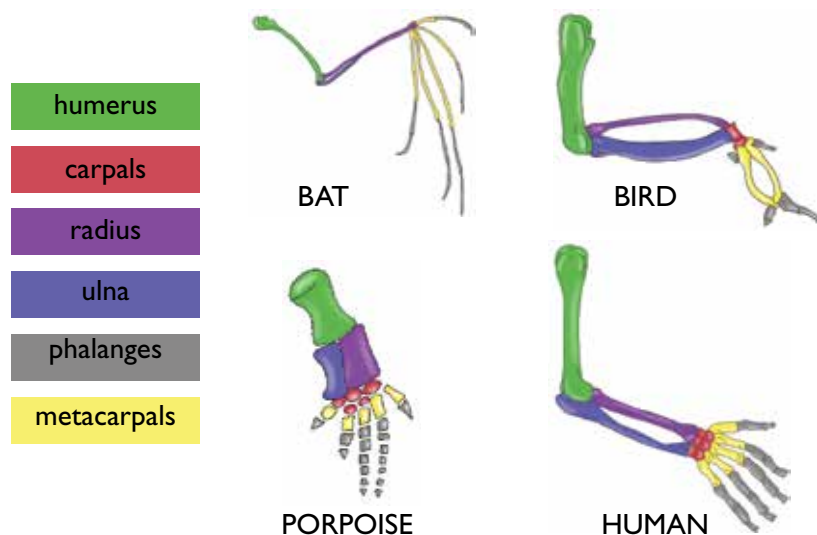 humerus
carpals
radius
ulna
phalanges
metacarpals
BAT
BIRD
PORPOISE
HUMAN